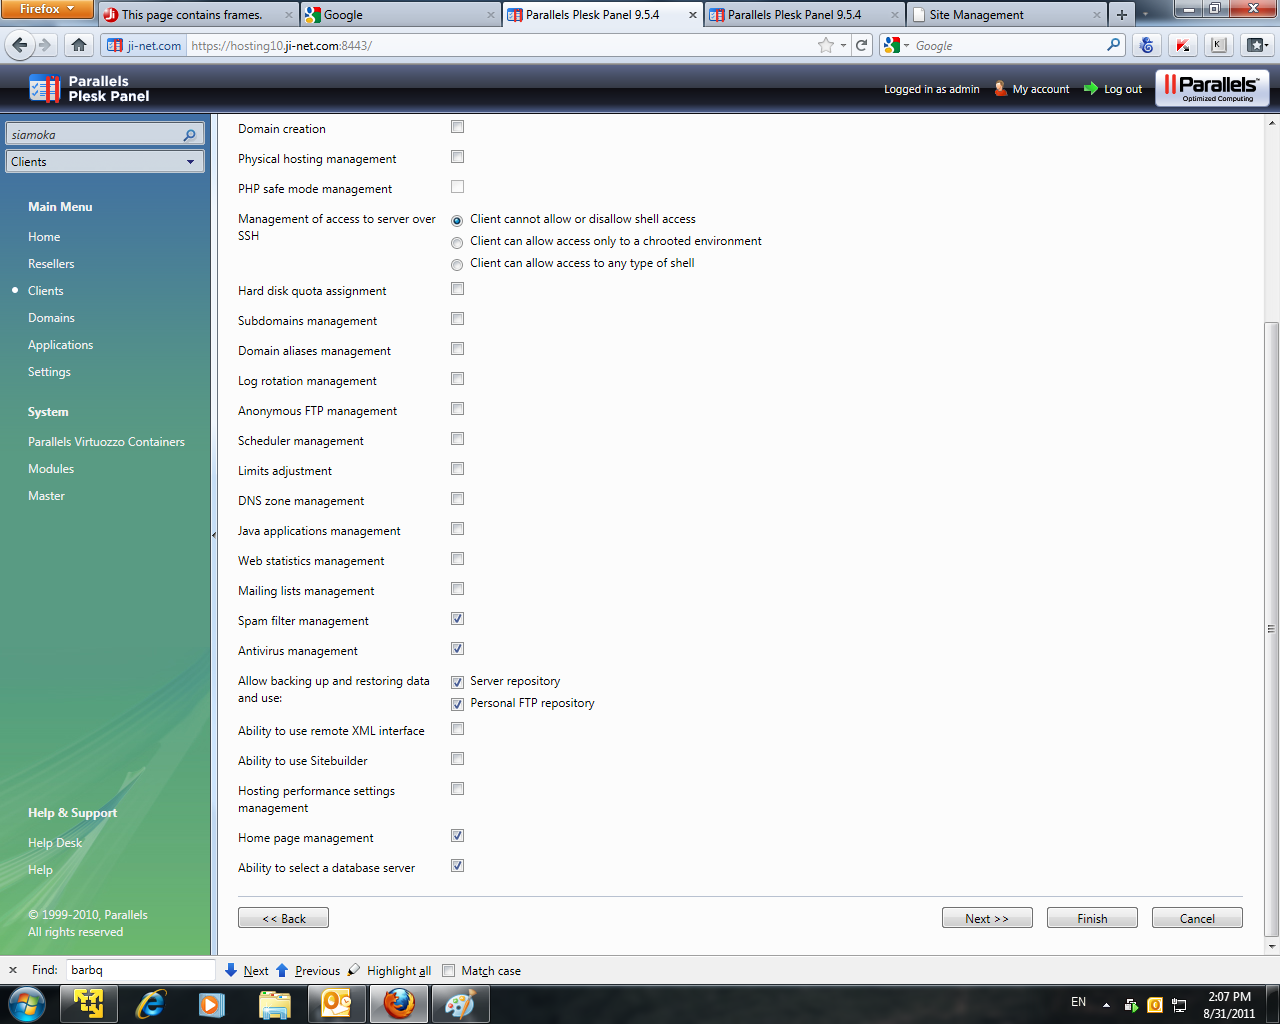 Firefox
This page contains frames.
Google
Parallels Plesk Panel 9.5.4
Parallels Plesk Panel 9.5.4
Site Management
ji-net.com
https://hosting10.ji-net.com:8443/
Google
Parallels
Plesk Panel
Logged in as admin
My account
Log out
Parallels™
Optimized Computing
siamoka
Clients
Main Menu
Home
Resellers
Clients
Domains
Applications
Settings
System
Parallels Virtuozzo Containers
Modules
Master
Help & Support
Help Desk
Help
© 1999-2010, Parallels
All rights reserved
Domain creation
Physical hosting management
PHP safe mode management
Management of access to server over
SSH
Client cannot allow or disallow shell access
Client can allow access only to a chrooted environment
Client can allow access to any type of shell
Hard disk quota assignment
Subdomains management
Domain aliases management
Log rotation management
Anonymous FTP management
Scheduler management
Limits adjustment
DNS zone management
Java applications management
Web statistics management
Mailing lists management
Spam filter management
Antivirus management
Allow backing up and restoring data
and use:
Server repository
Personal FTP repository
Ability to use remote XML interface
Ability to use Sitebuilder
Hosting performance settings
management
Home page management
Ability to select a database server
<< Back
Next >>
Finish
Cancel
Find:
barbq
Next
Previous
Highlight all
Match case
EN
2:07 PM
8/31/2011